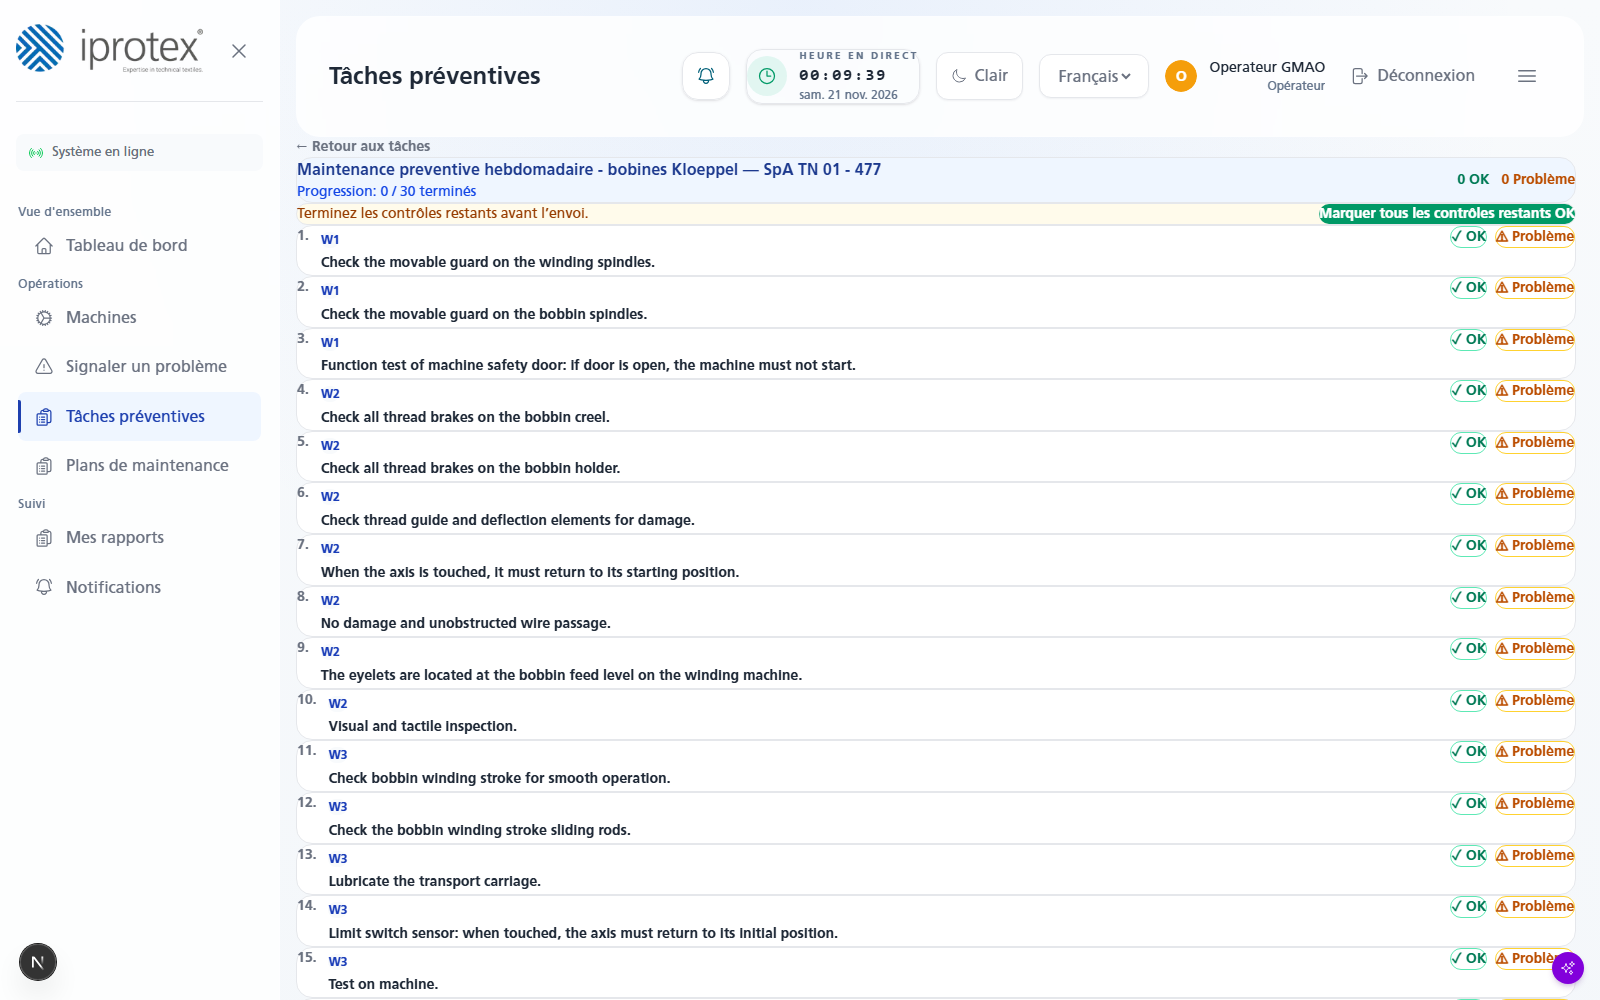 iprotex®
Expertise in technical textiles.
Système en ligne
Vue d'ensemble
Tableau de bord
Opérations
Machines
Signaler un problème
Tâches préventives
Plans de maintenance
Suivi
Mes rapports
Notifications
N
Tâches préventives
HEURE EN DIRECT
00:09:39
sam. 21 nov. 2026
Clair
Français
O
Operateur GMAO
Opérateur
Déconnexion
← Retour aux tâches
Maintenance preventive hebdomadaire - bobines Kloeppel — SpA TN 01 - 477
Progression: 0 / 30 terminés
0 OK 0 Problème
Terminez les contrôles restants avant l’envoi.
Marquer tous les contrôles restants OK
1. W1
✓ OK ⚠ Problème
Check the movable guard on the winding spindles.
2. W1
✓ OK ⚠ Problème
Check the movable guard on the bobbin spindles.
3. W1
✓ OK ⚠ Problème
Function test of machine safety door: if door is open, the machine must not start.
4. W2
✓ OK ⚠ Problème
Check all thread brakes on the bobbin creel.
5. W2
✓ OK ⚠ Problème
Check all thread brakes on the bobbin holder.
6. W2
✓ OK ⚠ Problème
Check thread guide and deflection elements for damage.
7. W2
✓ OK ⚠ Problème
When the axis is touched, it must return to its starting position.
8. W2
✓ OK ⚠ Problème
No damage and unobstructed wire passage.
9. W2
✓ OK ⚠ Problème
The eyelets are located at the bobbin feed level on the winding machine.
10. W2
✓ OK ⚠ Problème
Visual and tactile inspection.
11. W3
✓ OK ⚠ Problème
Check bobbin winding stroke for smooth operation.
12. W3
✓ OK ⚠ Problème
Check the bobbin winding stroke sliding rods.
13. W3
✓ OK ⚠ Problème
Lubricate the transport carriage.
14. W3
✓ OK ⚠ Problème
Limit switch sensor: when touched, the axis must return to its initial position.
15. W3
✓ OK ⚠ Problè
Test on machine.